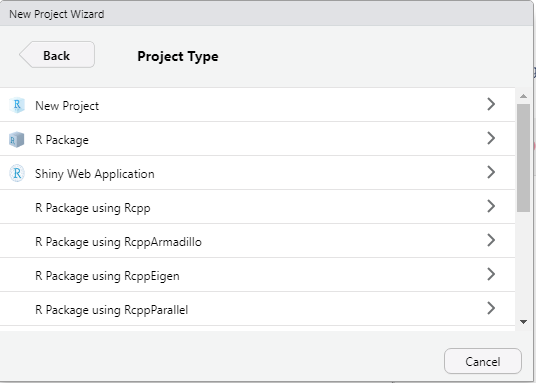 New Project Wizard
Back
Project Type
R New Project
R Package
R Shiny Web Application
R Package using Rcpp
R Package using RcppArmadillo
R Package using RcppEigen
R Package using RcppParallel
Cancel